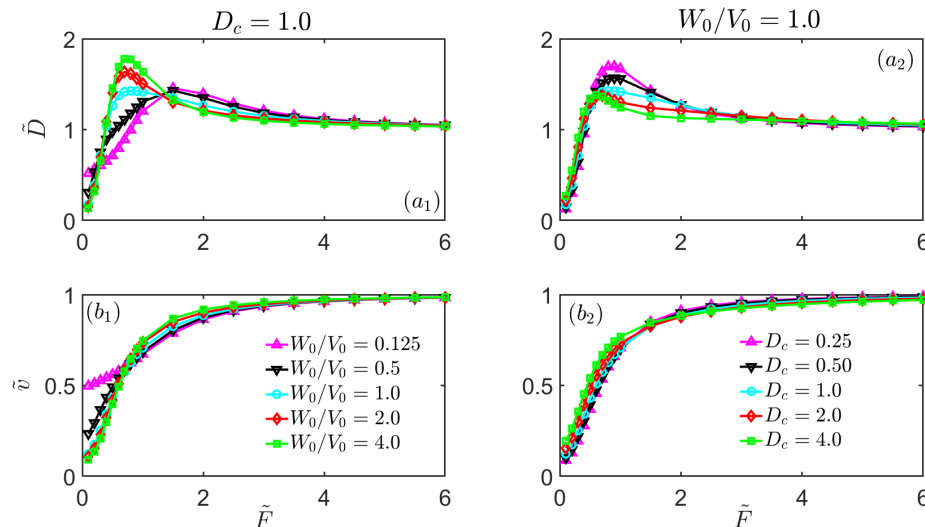 D_c = 1.0
W_0/V_0 = 1.0
2
1
0
D̃
0 2 4 6
(a_1)
2
1
0
0 2 4 6
(a_2)
1
0.5
0
ṽ
(b_1)
W_0/V_0 = 0.125
W_0/V_0 = 0.5
W_0/V_0 = 1.0
W_0/V_0 = 2.0
W_0/V_0 = 4.0
0 2 4 6
F̃
1
0.5
0
(b_2)
D_c = 0.25
D_c = 0.50
D_c = 1.0
D_c = 2.0
D_c = 4.0
0 2 4 6
F̃